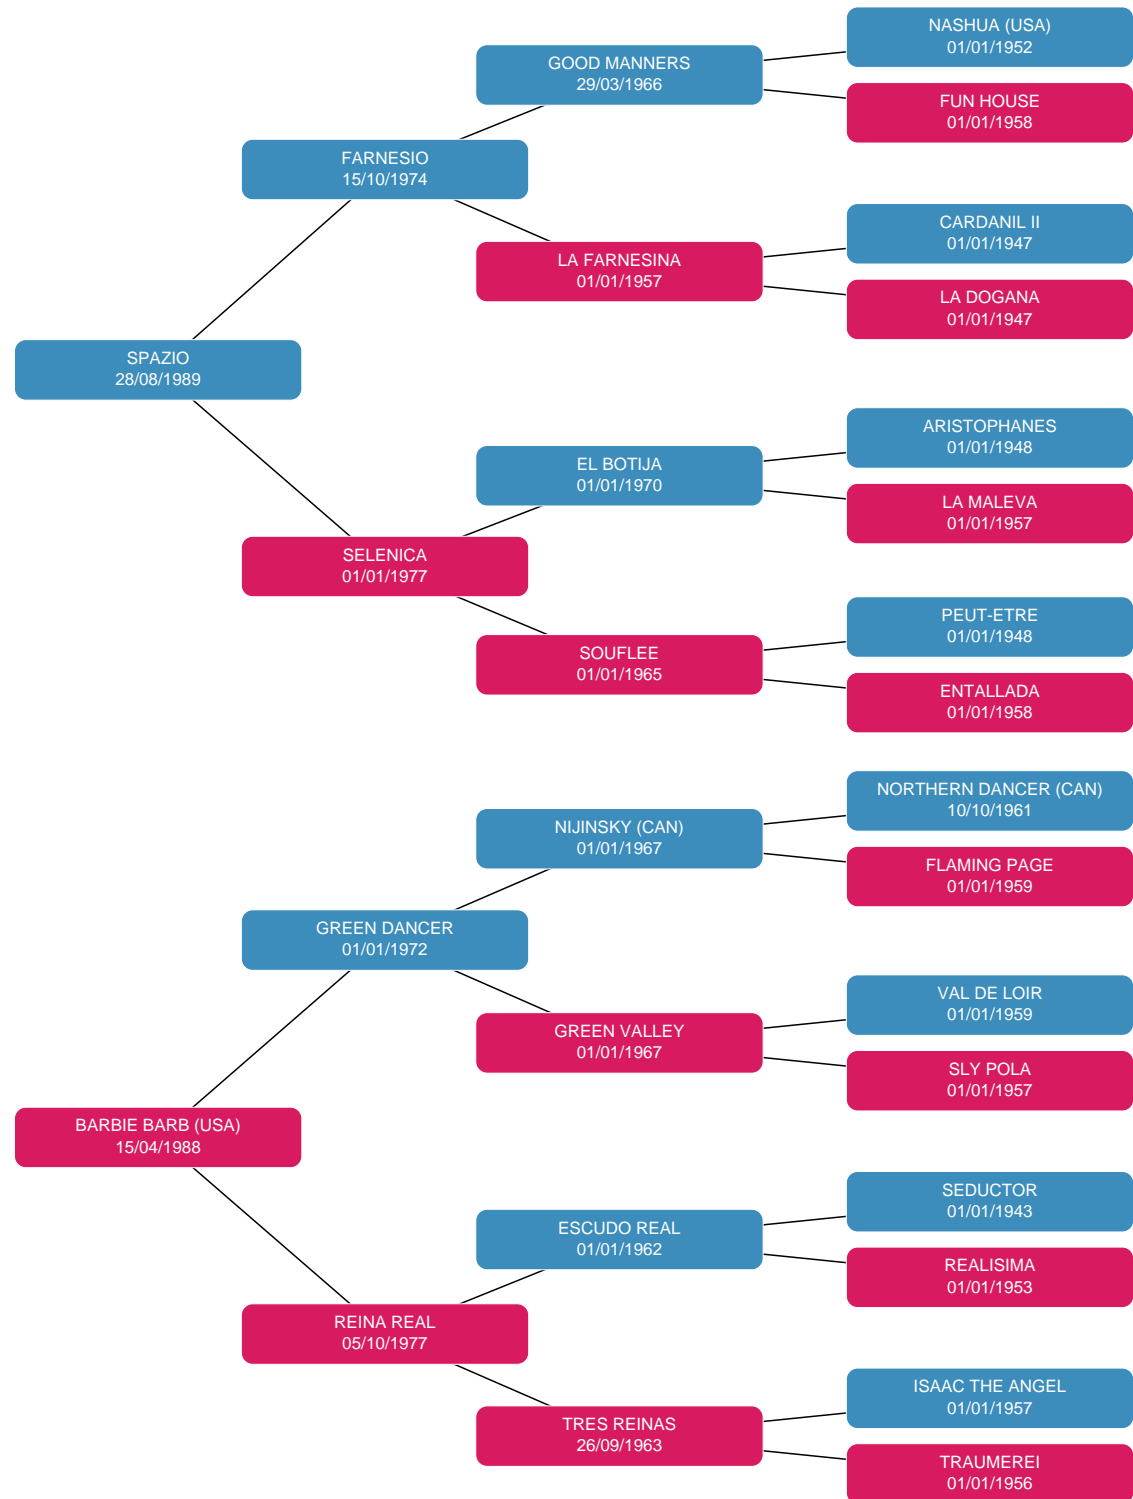 NASHUA (USA)
01/01/1952
GOOD MANNERS
29/03/1966
FUN HOUSE
01/01/1958
FARNESIO
15/10/1974
CARDANIL II
01/01/1947
LA FARNESINA
01/01/1957
LA DOGANA
01/01/1947
SPAZIO
28/08/1989
ARISTOPHANES
01/01/1948
EL BOTIJA
01/01/1970
LA MALEVA
01/01/1957
SELENICA
01/01/1977
PEUT-ETRE
01/01/1948
SOUFLEE
01/01/1965
ENTALLADA
01/01/1958
NORTHERN DANCER (CAN)
10/10/1961
NIJINSKY (CAN)
01/01/1967
FLAMING PAGE
01/01/1959
GREEN DANCER
01/01/1972
VAL DE LOIR
01/01/1959
GREEN VALLEY
01/01/1967
SLY POLA
01/01/1957
BARBIE BARB (USA)
15/04/1988
SEDUCTOR
01/01/1943
ESCUDO REAL
01/01/1962
REALISIMA
01/01/1953
REINA REAL
05/10/1977
ISAAC THE ANGEL
01/01/1957
TRES REINAS
26/09/1963
TRAUMEREI
01/01/1956